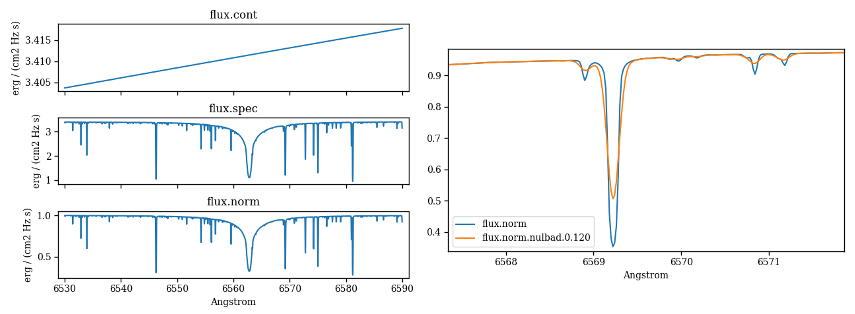 flux.cont
erg / (cm2 Hz s)
3.415
3.410
3.405
flux.spec
erg / (cm2 Hz s)
3
2
1
flux.norm
erg / (cm2 Hz s)
1.0
0.5
6530 6540 6550 6560 6570 6580 6590
Angstrom
0.9
0.8
0.7
0.6
0.5
0.4
flux.norm
flux.norm.nulbad.0.120
6568 6569 6570 6571
Angstrom